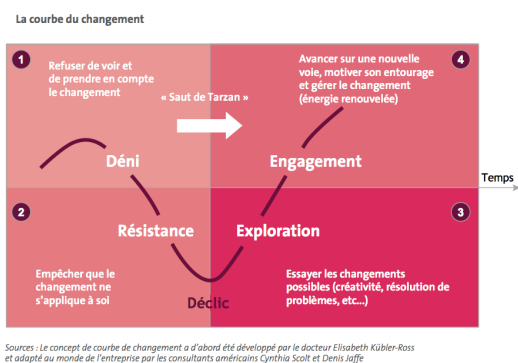 La courbe du changement
1
Refuser de voir et
de prendre en compte
le changement
« Saut de Tarzan »
Avancer sur une nouvelle
voie, motiver son entourage
et gérer le changement
(énergie renouvelée)
4
Déni
Engagement
Temps
2
Résistance
Exploration
3
Empêcher que le
changement ne
s'applique à soi
Déclic
Essayer les changements
possibles (créativité, résolution de
problèmes, etc...)
Sources : Le concept de courbe de changement a d'abord été développé par le docteur Elisabeth Kübler-Ross
et adapté au monde de l'entreprise par les consultants américains Cynthia Scolt et Denis Jaffe